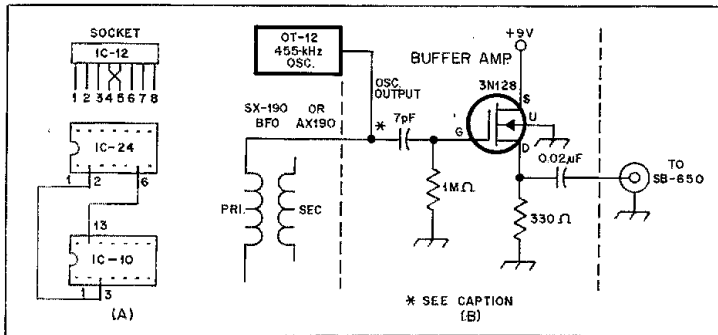 SOCKET
IC-12
1 2 3 4 5 6 7 8
IC-24
1 2 6
13
IC-10
1 3
(A)
OT-12
455-kHz
OSC.
OSC.
OUTPUT
SX-190 OR AX190
BFO
PRI.
SEC
*
7pF
1MΩ
BUFFER AMP
+9V
3N128
S
U
G
D
0.02μF
330Ω
TO
SB-650
* SEE CAPTION
(B)